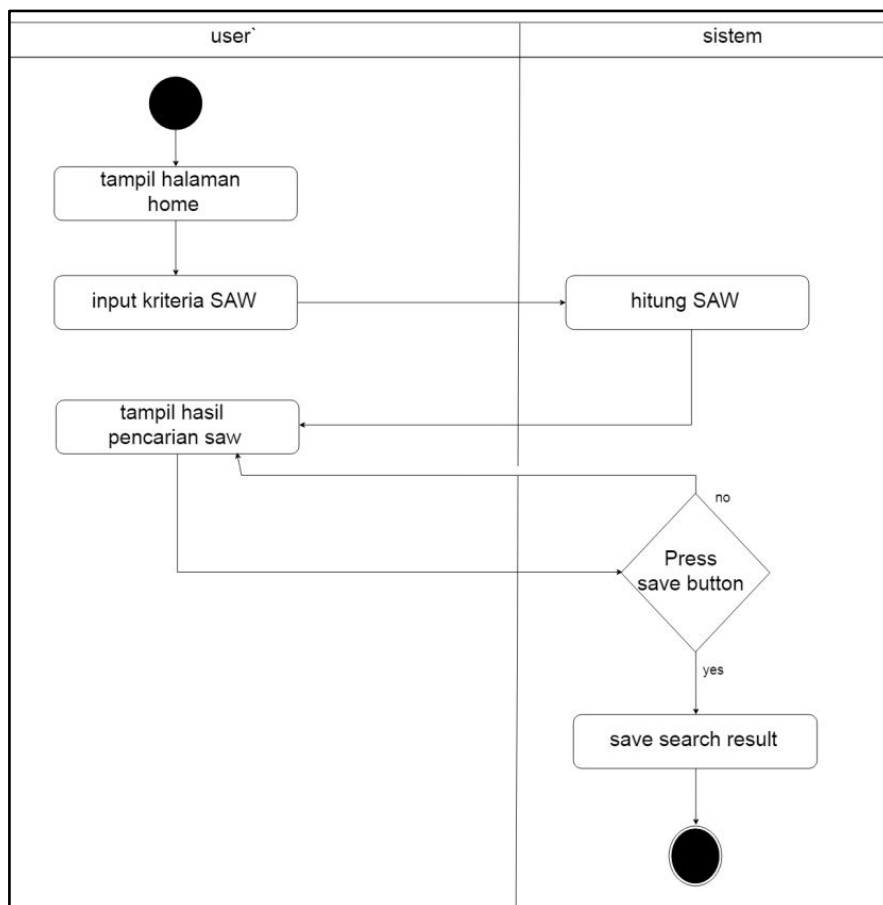 user`
sistem
tampil halaman
home
input kriteria SAW
hitung SAW
tampil hasil
pencarian saw
no
Press
save button
yes
save search result